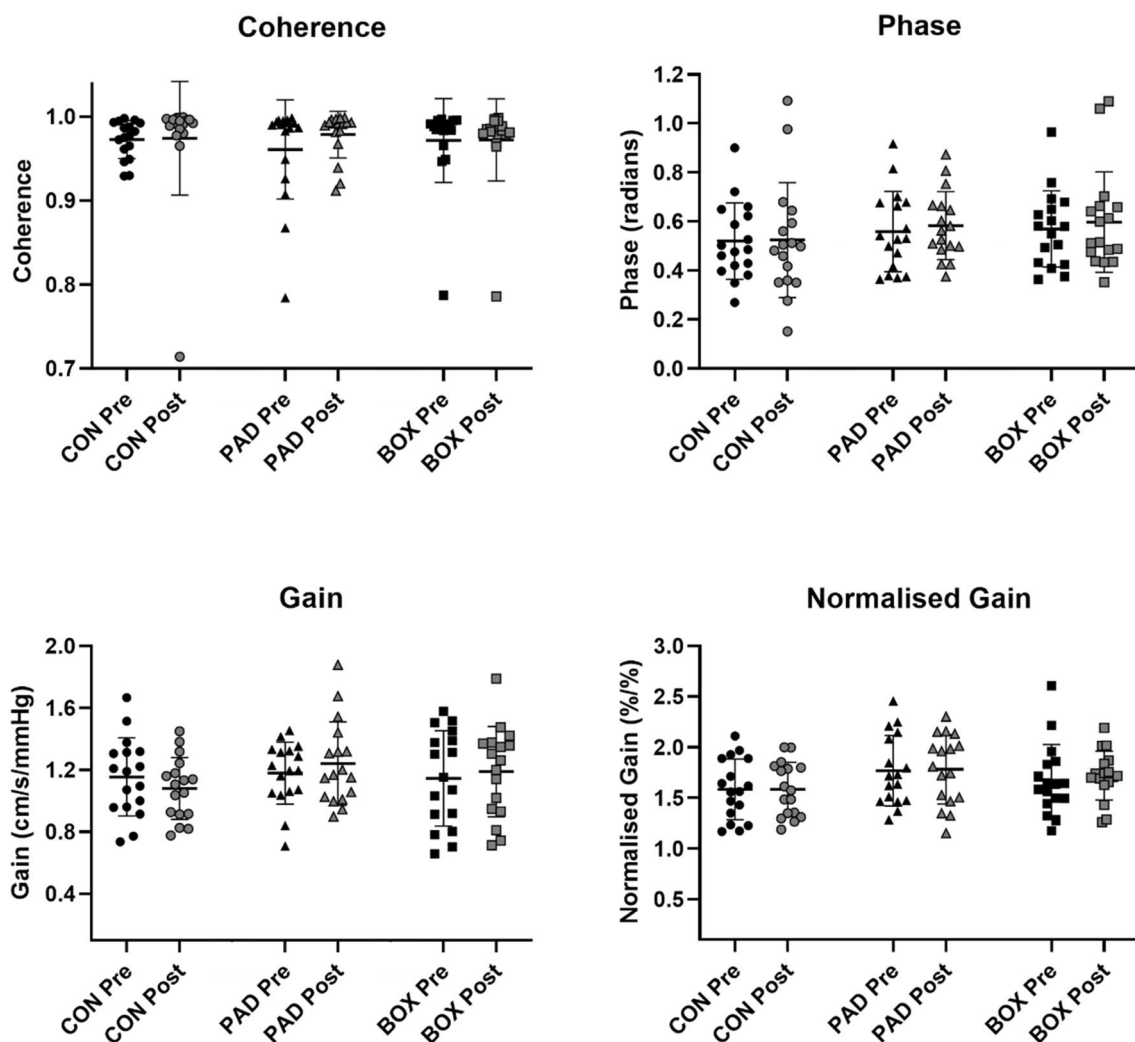 Coherence
Coherence
1.0
0.9
0.8
0.7
CON Pre
CON Post
PAD Pre
PAD Post
BOX Pre
BOX Post
Phase
Phase (radians)
1.2
1.0
0.8
0.6
0.4
0.2
0.0
CON Pre
CON Post
PAD Pre
PAD Post
BOX Pre
BOX Post
Gain
Gain (cm/s/mmHg)
2.0
1.6
1.2
0.8
0.4
CON Pre
CON Post
PAD Pre
PAD Post
BOX Pre
BOX Post
Normalised Gain
Normalised Gain (%/%)
3.0
2.5
2.0
1.5
1.0
0.5
CON Pre
CON Post
PAD Pre
PAD Post
BOX Pre
BOX Post